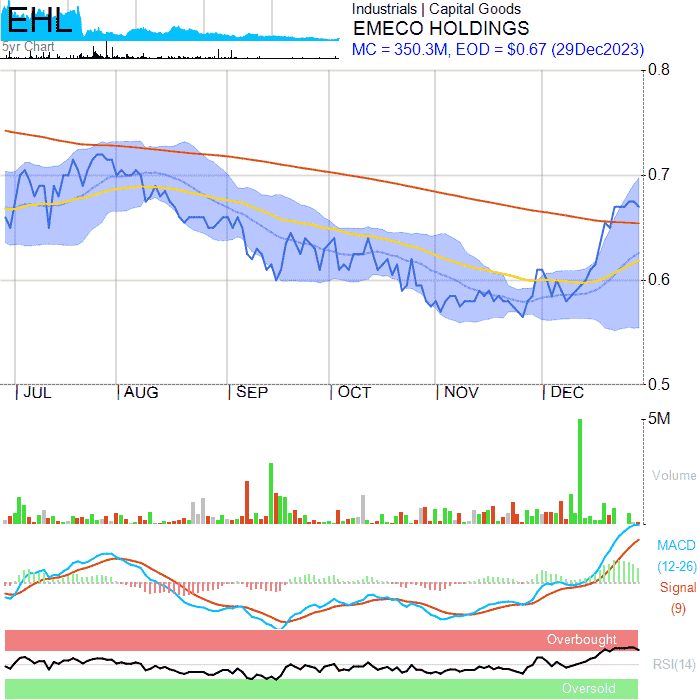 EHL
5yr Chart
Industrials | Capital Goods
EMECO HOLDINGS
MC = 350.3M, EOD = $0.67 (29Dec2023)
0.8
0.7
0.6
0.5
JUL AUG SEP OCT NOV DEC
5M
Volume
MACD
(12-26)
Signal
(9)
Overbought
RSI(14)
Oversold